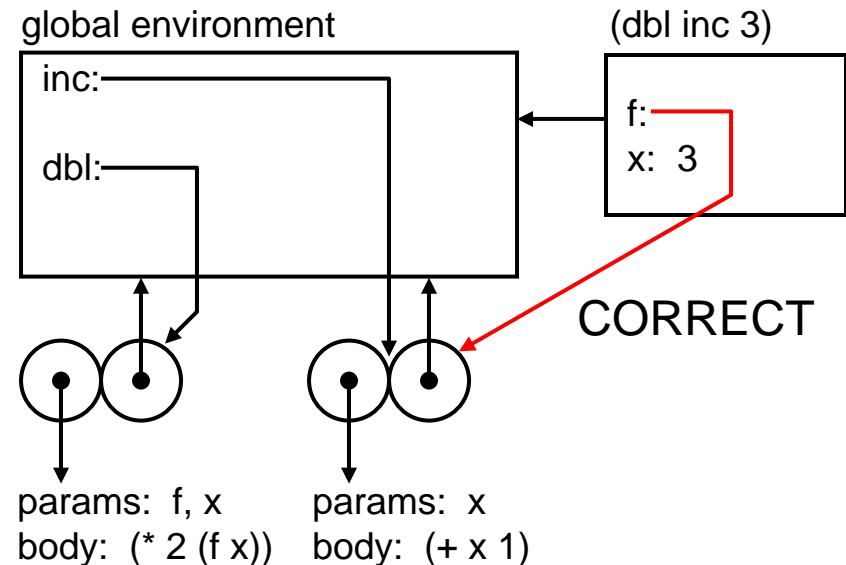 global environment
(dbl inc 3)
inc:
dbl:
f:
x: 3
CORRECT
params: f, x
body: (* 2 (f x))
params: x
body: (+ x 1)